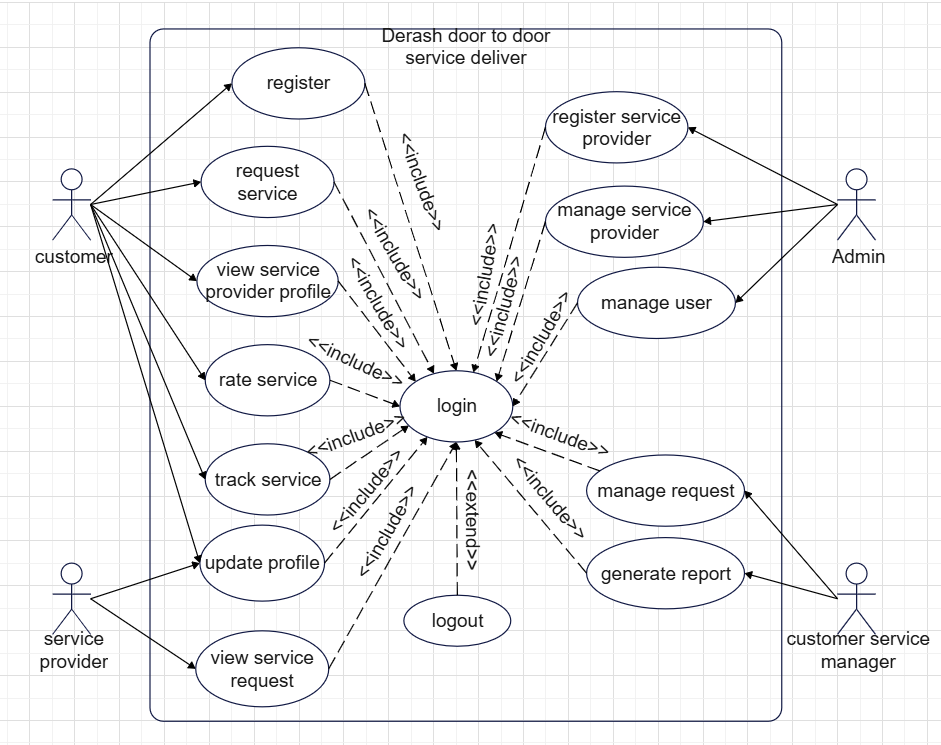 Derash door to door
service deliver
register
<<include>>
register service
provider
request
service
<<include>>
manage service
provider
customer
Admin
view service
provider profile
<<include>>
<<include>>
<<include>>
manage user
<<include>>
rate service
<<include>>
login
track service
<<include>>
<<include>>
manage request
update profile
<<include>>
<<include>>
<<extend>>
<<include>>
generate report
logout
service
provider
customer service
manager
view service
request